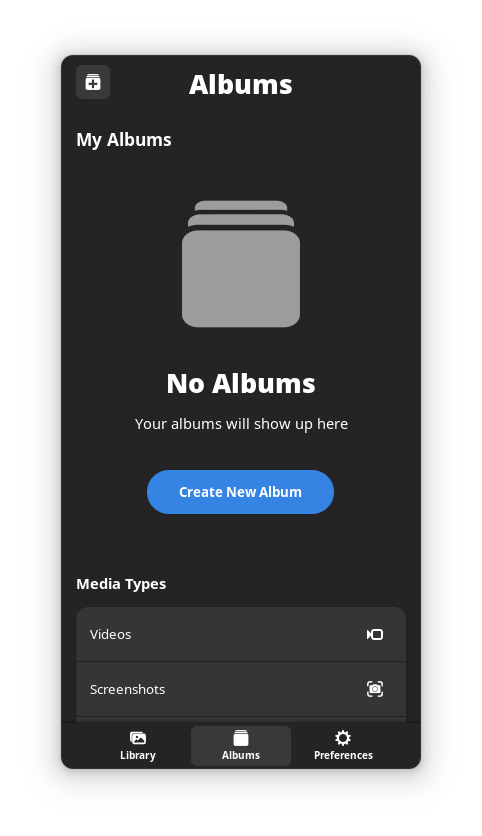 Albums
My Albums
No Albums
Your albums will show up here
Create New Album
Media Types
Videos
Screenshots
Library
Albums
Preferences